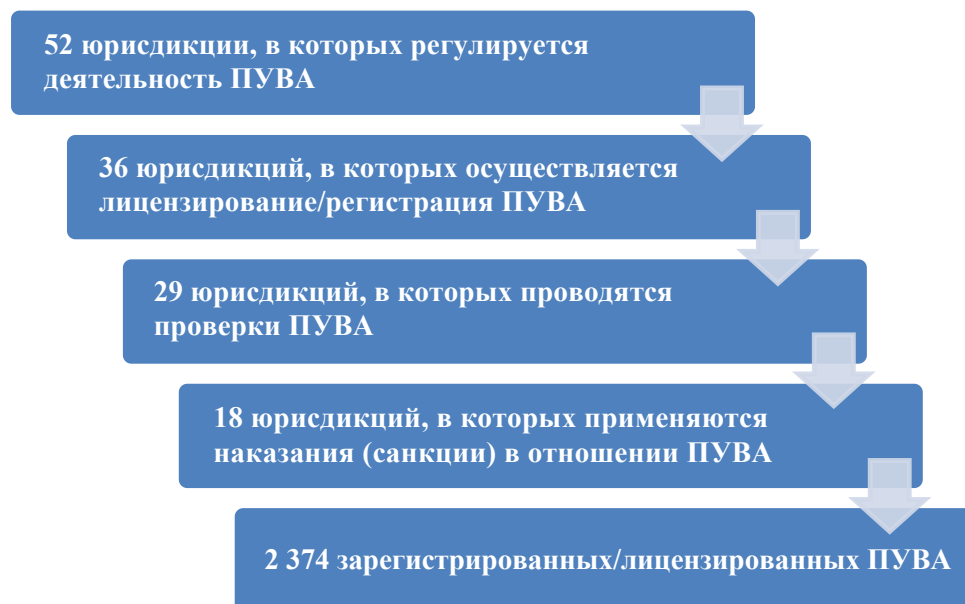 52 юрисдикции, в которых регулируется
деятельность ПУВА
36 юрисдикций, в которых осуществляется
лицензирование/регистрация ПУВА
29 юрисдикций, в которых проводятся
проверки ПУВА
18 юрисдикций, в которых применяются
наказания (санкции) в отношении ПУВА
2 374 зарегистрированных/лицензированных ПУВА